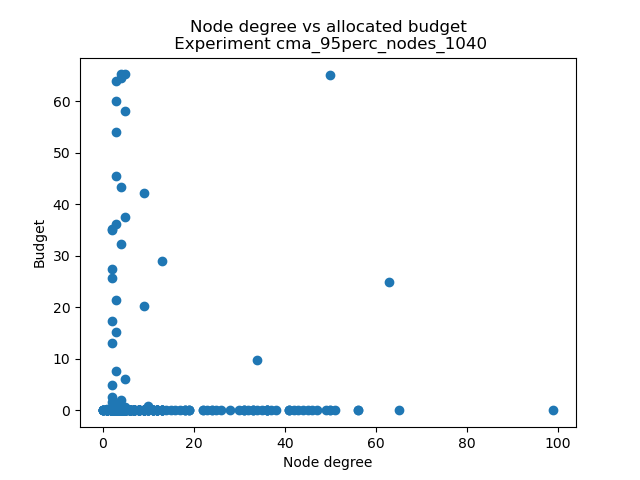 Node degree vs allocated budget
Experiment cma_95perc_nodes_1040
Budget
60
50
40
30
20
10
0
0 20 40 60 80 100
Node degree